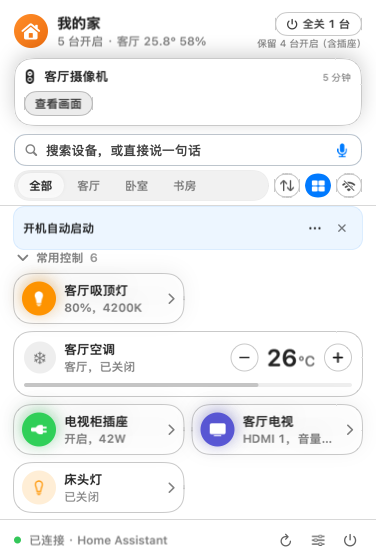 我的家
全关 1 台
5 台开启 · 客厅 25.8° 58%
保留 4 台开启 (含插座)
客厅摄像机
5 分钟
查看画面
搜索设备，或直接说一句话
全部 客厅 卧室 书房
开机自动启动
常用控制 6
客厅吸顶灯
80%，4200K
客厅空调
客厅，已关闭
26°C
电视柜插座
开启，42W
客厅电视
HDMI 1，音量...
床头灯
已关闭
已连接 · Home Assistant